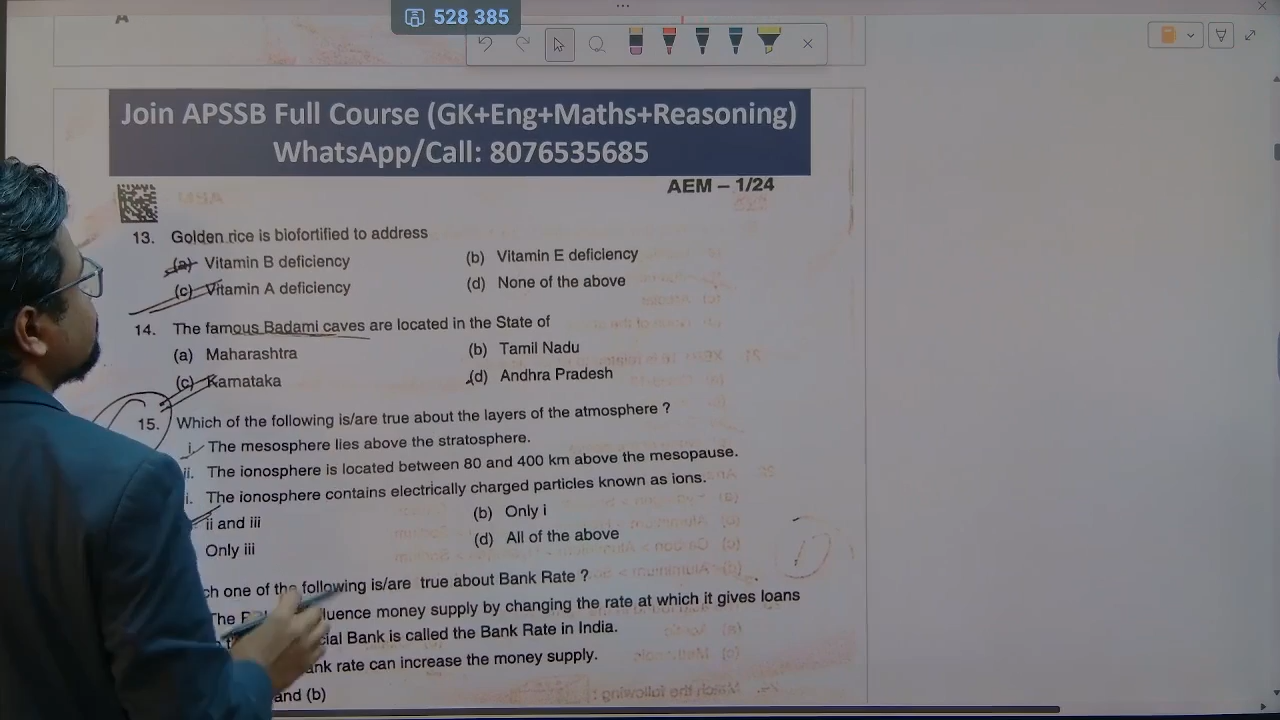 528 385
Join APSSB Full Course (GK+Eng+Maths+Reasoning)
WhatsApp/Call: 8076535685
AEM – 1/24
13. Golden rice is biofortified to address
(a) Vitamin B deficiency (b) Vitamin E deficiency
(c) Vitamin A deficiency (d) None of the above
14. The famous Badami caves are located in the State of
(a) Maharashtra (b) Tamil Nadu
(c) Karnataka (d) Andhra Pradesh
15. Which of the following is/are true about the layers of the atmosphere ?
i. The mesosphere lies above the stratosphere.
ii. The ionosphere is located between 80 and 400 km above the mesopause.
i. The ionosphere contains electrically charged particles known as ions.
ii and iii (b) Only i
Only iii (d) All of the above
ch one of the following is/are true about Bank Rate ?
The luence money supply by changing the rate at which it gives loans
cial Bank is called the Bank Rate in India.
ank rate can increase the money supply.
and (b)